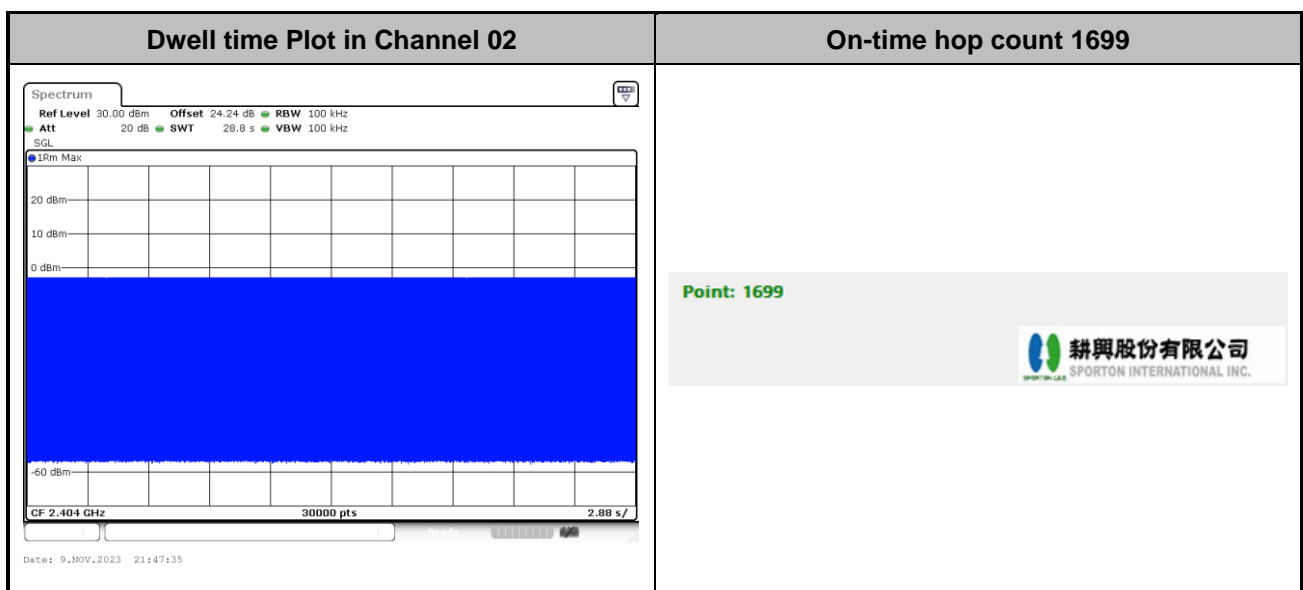 Dwell time Plot in Channel 02
On-time hop count 1699
Spectrum
Ref Level 30.00 dBm Offset 24.24 dB RBW 100 kHz
Att 20 dB SWT 28.8 s VBW 100 kHz
SGL
1Rm Max
20 dBm
10 dBm
0 dBm
-60 dBm
CF 2.404 GHz 30000 pts 2.88 s/
Date: 9.NOV.2023 21:47:35
Point: 1699
耕興股份有限公司
SPORTON LAB. SPORTON INTERNATIONAL INC.